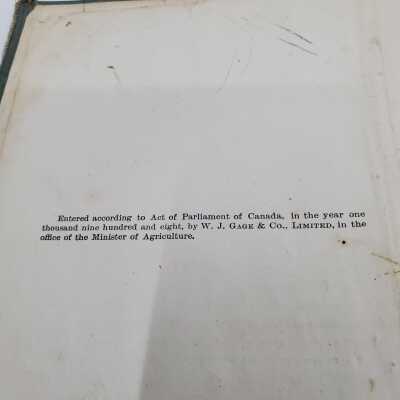 Entered according to Act of Parliament of Canada, in the year one
thousand nine hundred and eight, by W. J. GAGE & CO., LIMITED, in the
office of the Minister of Agriculture.